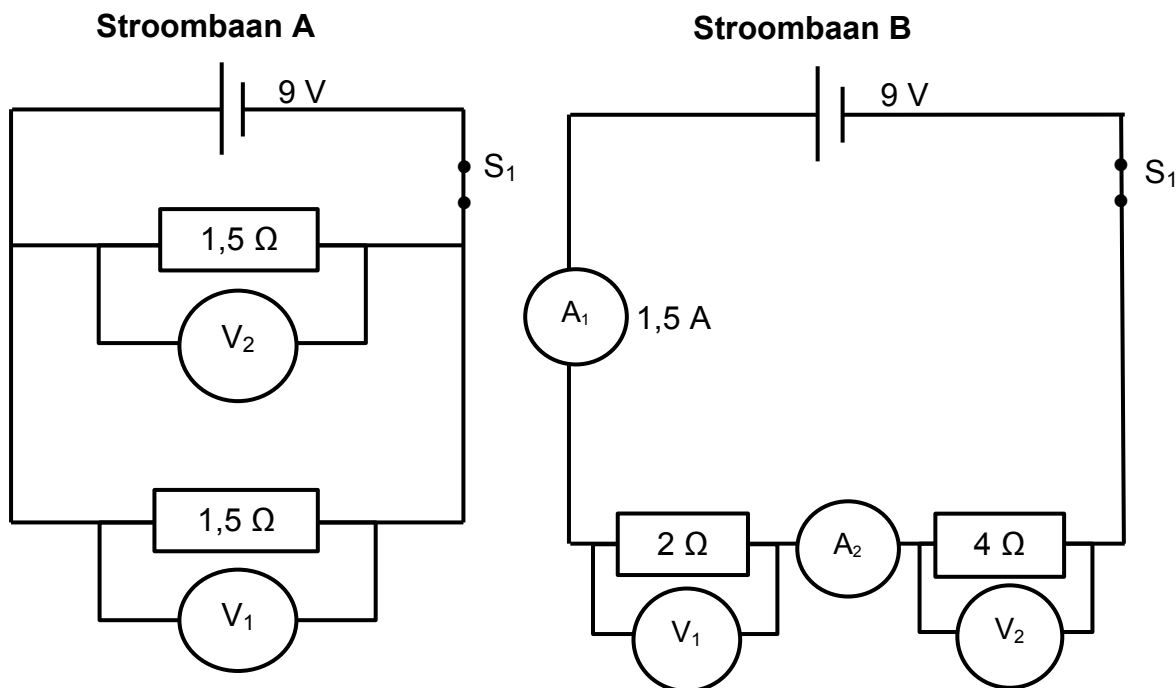 Stroombaan A
9 V
S₁
1,5 Ω
V₂
1,5 Ω
V₁
Stroombaan B
9 V
S₁
A₁
1,5 A
2 Ω
A₂
4 Ω
V₁
V₂